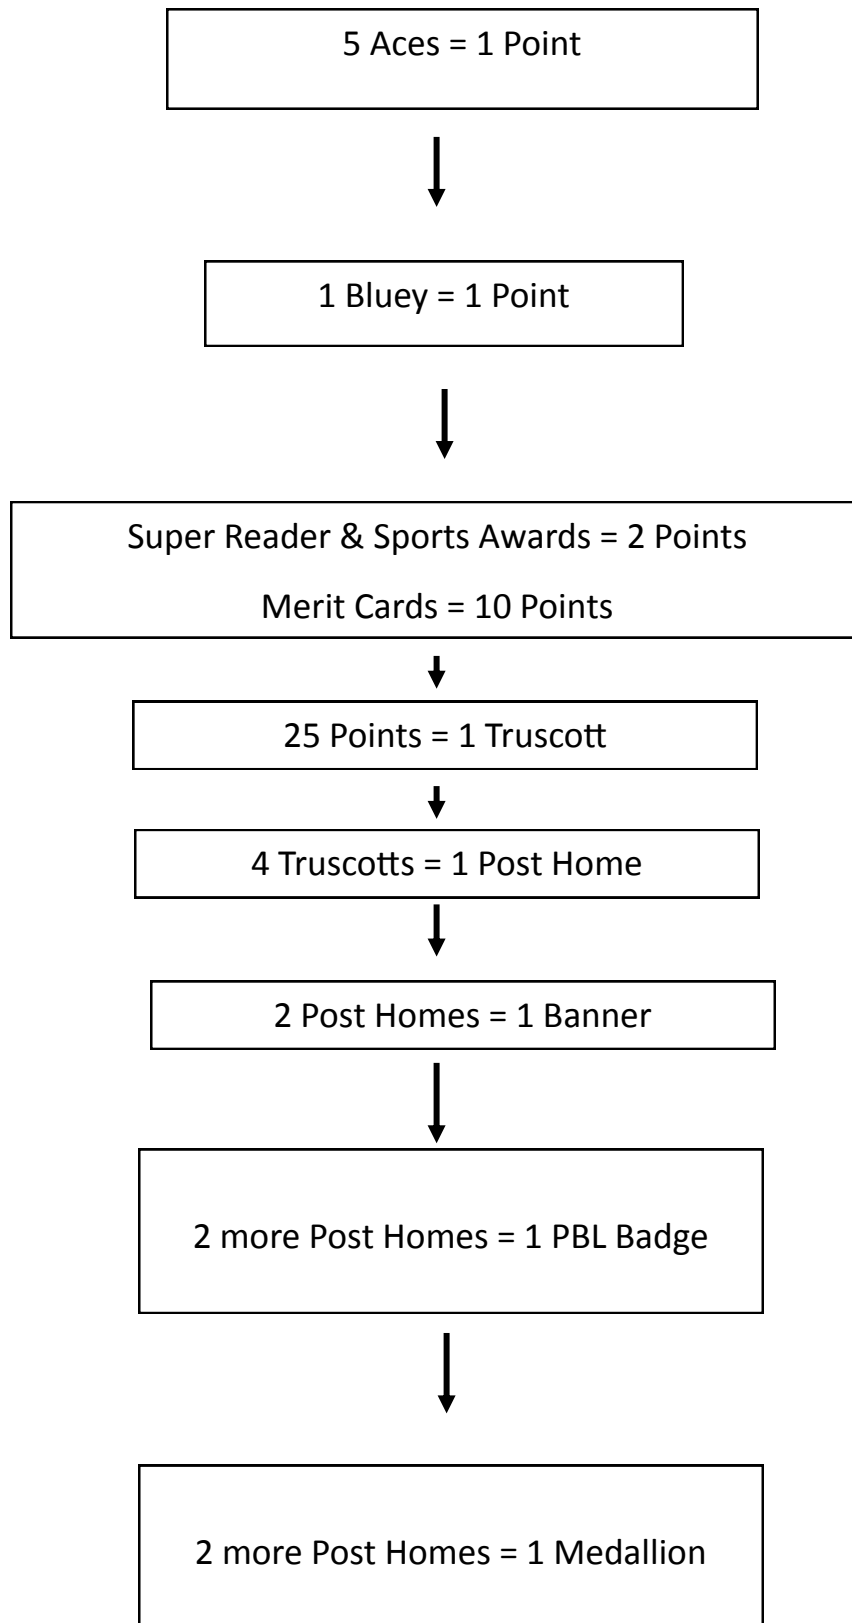 5 Aces = 1 Point
1 Bluey = 1 Point
Super Reader & Sports Awards = 2 Points
Merit Cards = 10 Points
25 Points = 1 Truscott
4 Truscotts = 1 Post Home
2 Post Homes = 1 Banner
2 more Post Homes = 1 PBL Badge
2 more Post Homes = 1 Medallion